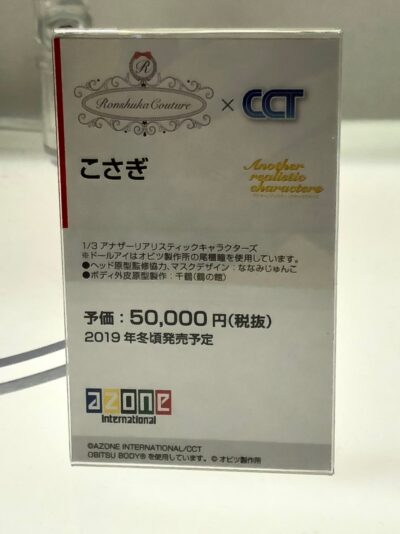 R
Ronshuka Couture × CCT
こさぎ
Another
realistic
characters
1/3 アナザーリアリスティックキャラクターズ
※ドールアイはオビツ製作所の尾櫃瞳を使用しています。
●ヘッド原型監修協力、マスクデザイン：ななみじゅんこ
●ボディ外皮原型製作：千鶴(鶴の館)
予価：50,000円(税抜)
2019年冬頃発売予定
azone
international
©AZONE INTERNATIONAL/CCT
OBITSU BODY®を使用しています。© オビツ製作所